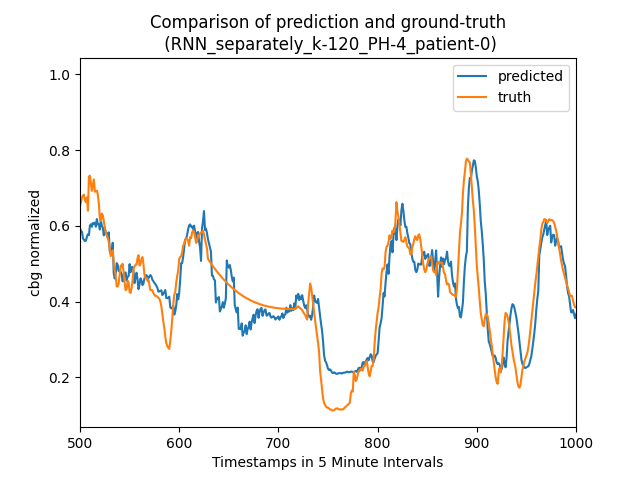 Comparison of prediction and ground-truth
(RNN_separately_k-120_PH-4_patient-0)
1.0
0.8
0.6
0.4
0.2
cbg normalized
predicted
truth
500 600 700 800 900 1000
Timestamps in 5 Minute Intervals